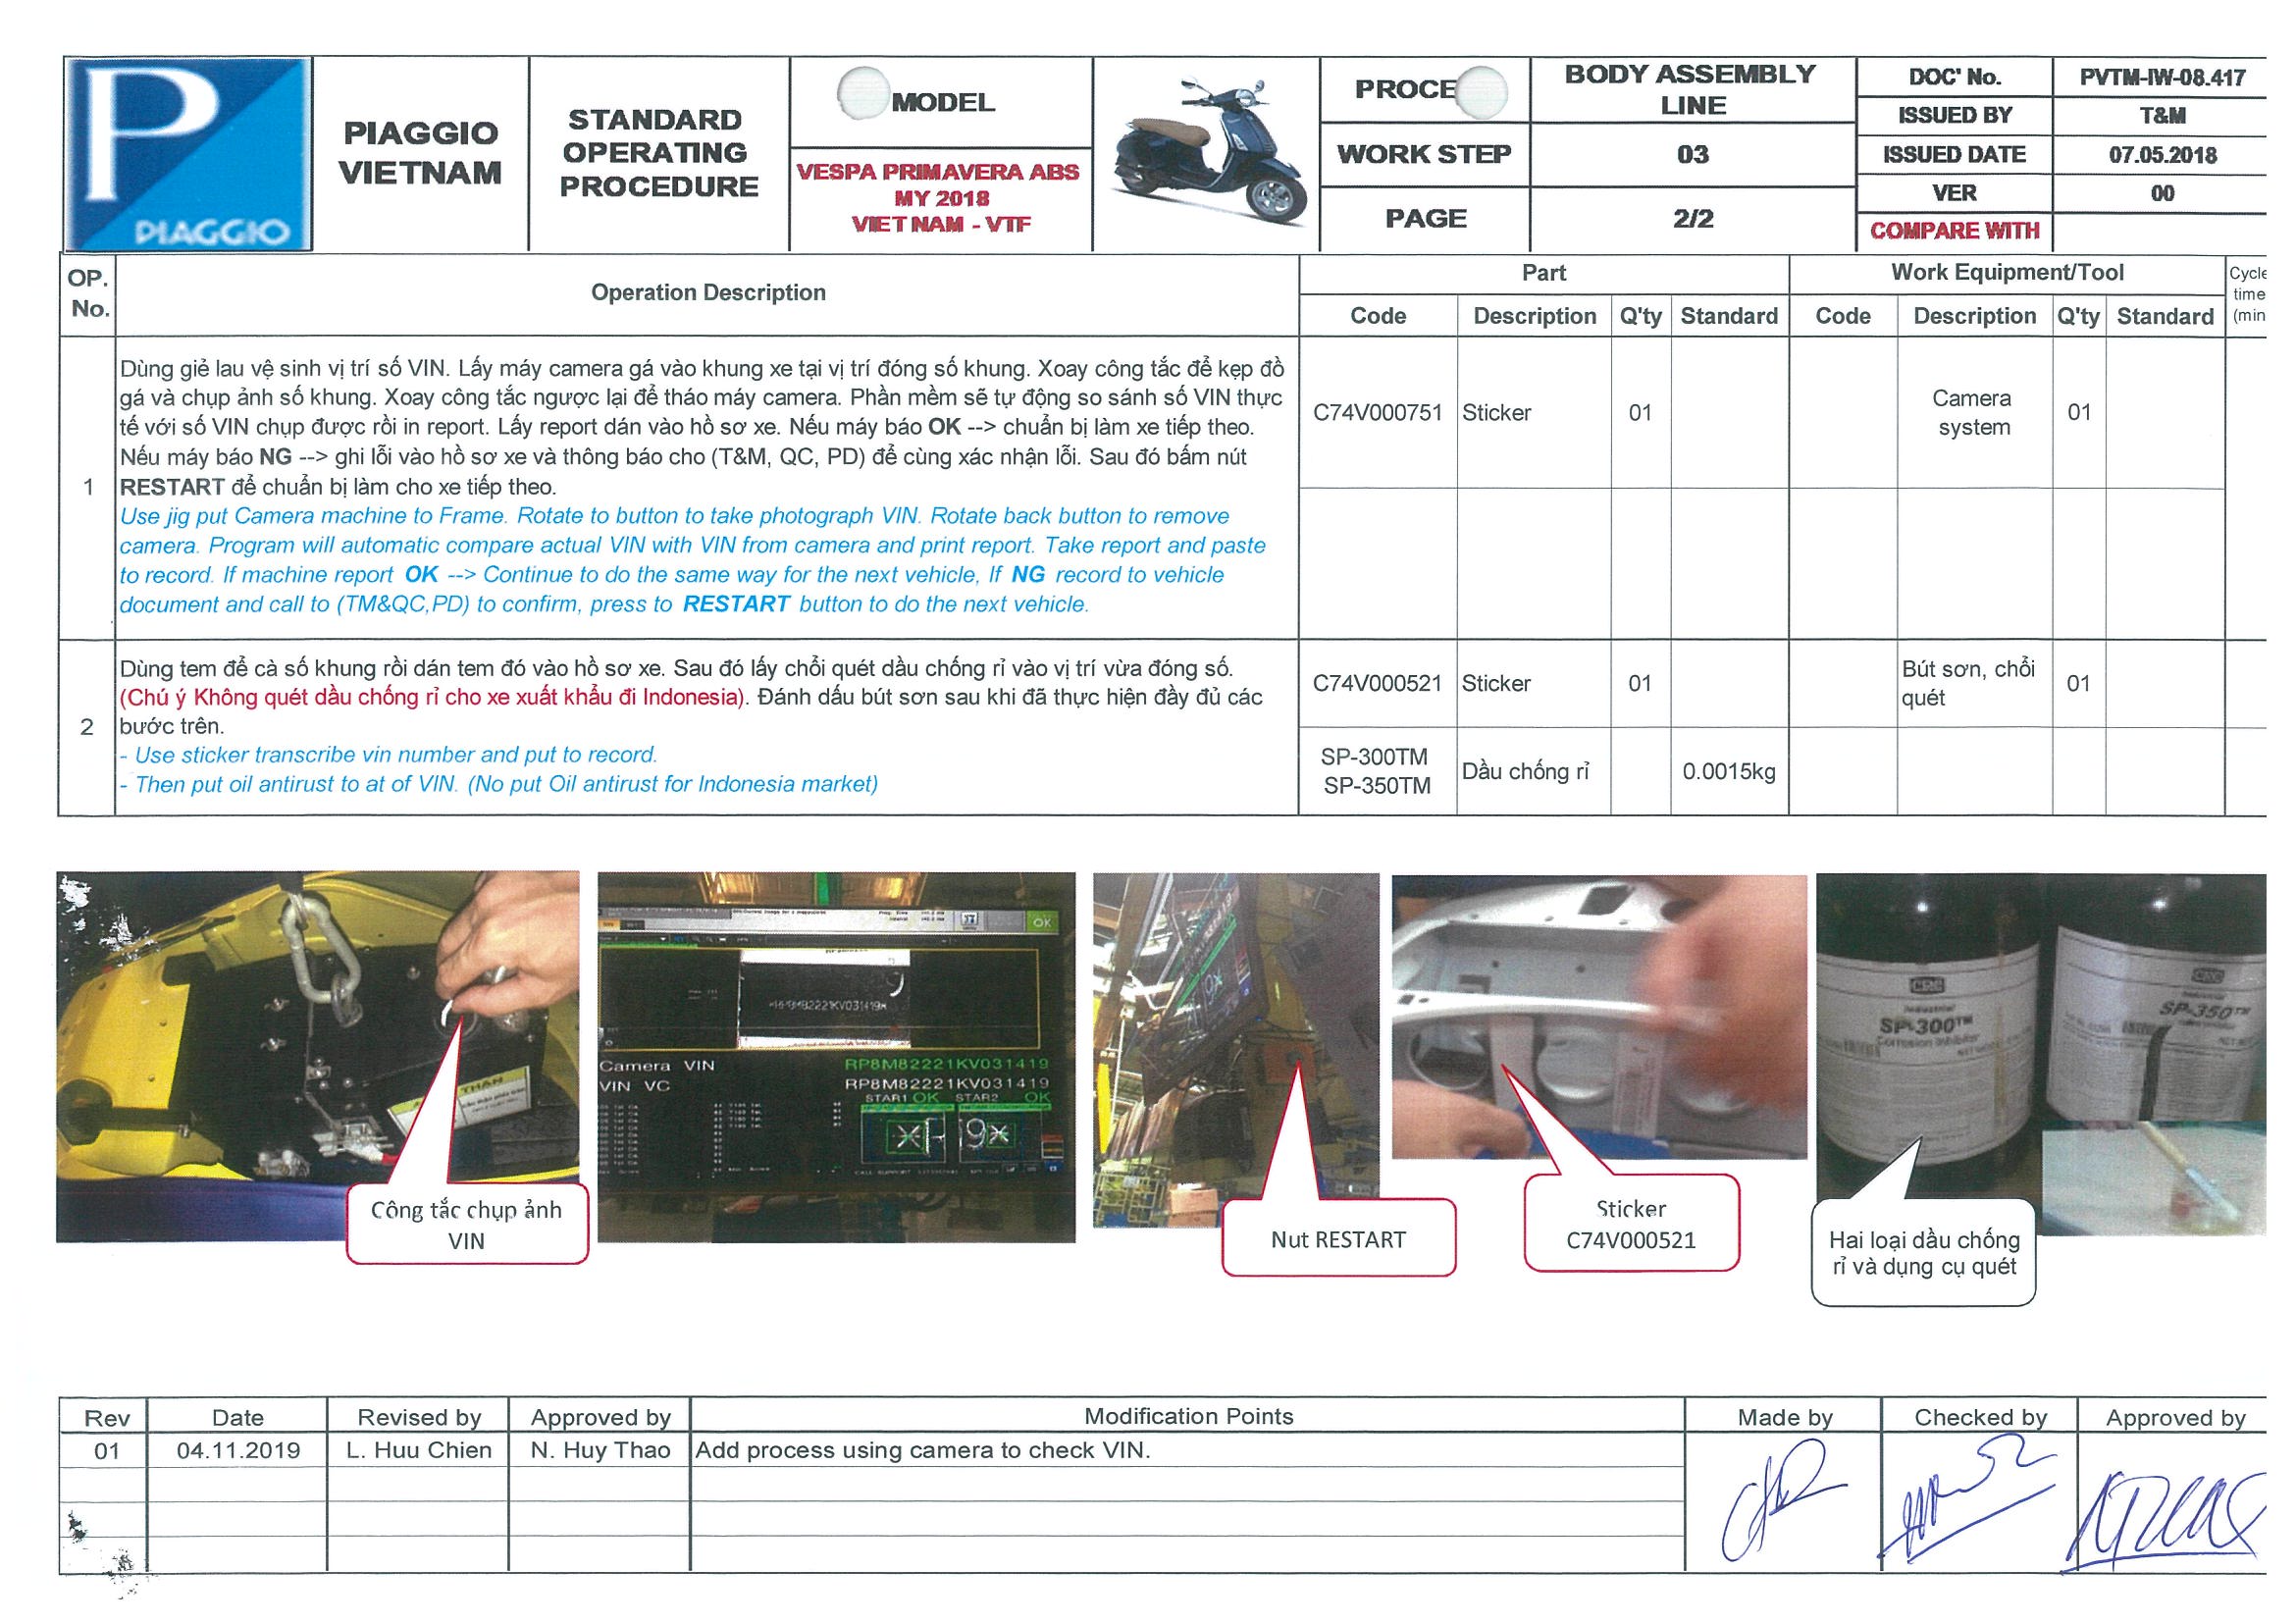 P
PIAGGIO
PIAGGIO
VIETNAM
STANDARD
OPERATING
PROCEDURE
MODEL
VESPA PRIMAVERA ABS
MY 2018
VIET NAM - VTF
PROCE
BODY ASSEMBLY
LINE
WORK STEP
03
PAGE
2/2
DOC' No.
PVTM-IW-08.417
ISSUED BY
T&M
ISSUED DATE
07.05.2018
VER
00
COMPARE WITH
OP.
No.
Operation Description
Part
Work Equipment/Tool
Cycle
time
(min
Code
Description
Q'ty
Standard
Code
Description
Q'ty
Standard
1
Dùng giẻ lau vệ sinh vị trí số VIN. Lấy máy camera gá vào khung xe tại vị trí đóng số khung. Xoay công tắc để kẹp đồ
gá và chụp ảnh số khung. Xoay công tắc ngược lại để tháo máy camera. Phần mềm sẽ tự động so sánh số VIN thực
tế với số VIN chụp được rồi in report. Lấy report dán vào hồ sơ xe. Nếu máy báo OK --> chuẩn bị làm xe tiếp theo.
Nếu máy báo NG --> ghi lỗi vào hồ sơ xe và thông báo cho (T&M, QC, PD) để cùng xác nhận lỗi. Sau đó bấm nút
RESTART để chuẩn bị làm cho xe tiếp theo.
Use jig put Camera machine to Frame. Rotate to button to take photograph VIN. Rotate back button to remove
camera. Program will automatic compare actual VIN with VIN from camera and print report. Take report and paste
to record. If machine report OK --> Continue to do the same way for the next vehicle, If NG record to vehicle
document and call to (TM&QC,PD) to confirm, press to RESTART button to do the next vehicle.
C74V000751
Sticker
01
Camera
system
01
2
Dùng tem để cà số khung rồi dán tem đó vào hồ sơ xe. Sau đó lấy chổi quét dầu chống rỉ vào vị trí vừa đóng số.
(Chú ý Không quét dầu chống rỉ cho xe xuất khẩu đi Indonesia). Đánh dấu bút sơn sau khi đã thực hiện đầy đủ các
bước trên.
- Use sticker transcribe vin number and put to record.
- Then put oil antirust to at of VIN. (No put Oil antirust for Indonesia market)
C74V000521
Sticker
01
Bút sơn, chổi
quét
01
SP-300TM
SP-350TM
Dầu chống rỉ
0.0015kg
Công tắc chụp ảnh
VIN
OK
Camera VIN
RP8M82221KV031419
VIN VC
RP8M82221KV031419
STAR1 OK STAR2 OK
9*
Nut RESTART
Sticker
C74V000521
CRC
Industrial
SP-300™
Corrosion Inhibitor
CRC
SP-350™
Hai loại dầu chống
rỉ và dụng cụ quét
Rev
Date
Revised by
Approved by
Modification Points
Made by
Checked by
Approved by
01
04.11.2019
L. Huu Chien
N. Huy Thao
Add process using camera to check VIN.